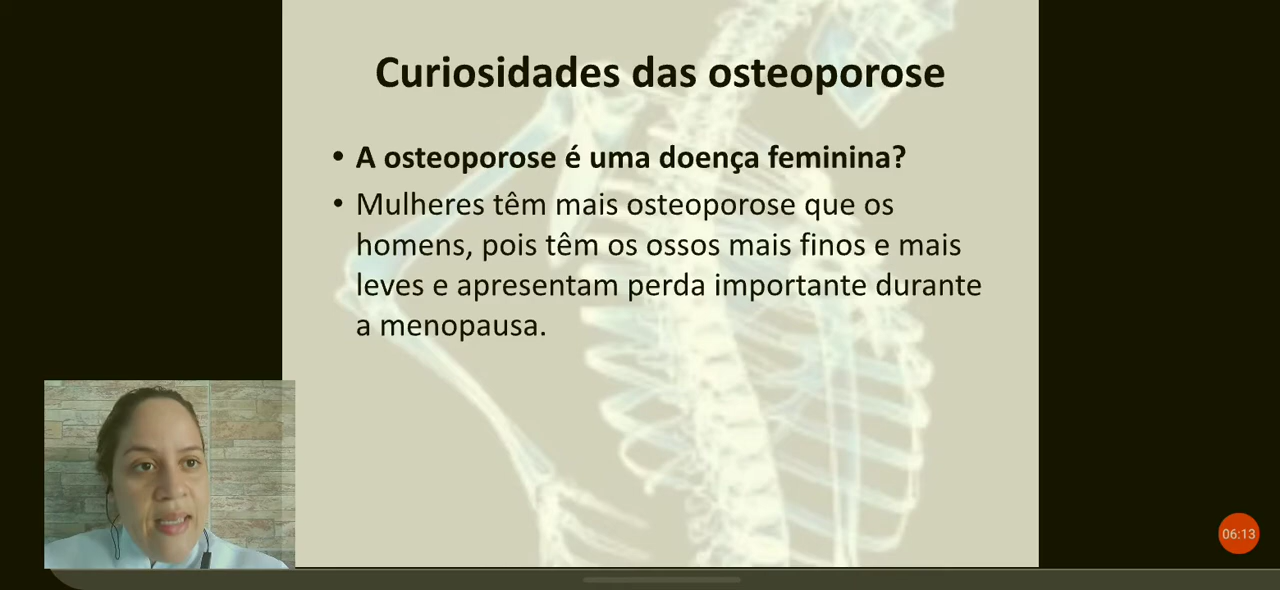 Curiosidades das osteoporose
• A osteoporose é uma doença feminina?
• Mulheres têm mais osteoporose que os
homens, pois têm os ossos mais finos e mais
leves e apresentam perda importante durante
a menopausa.
06:13